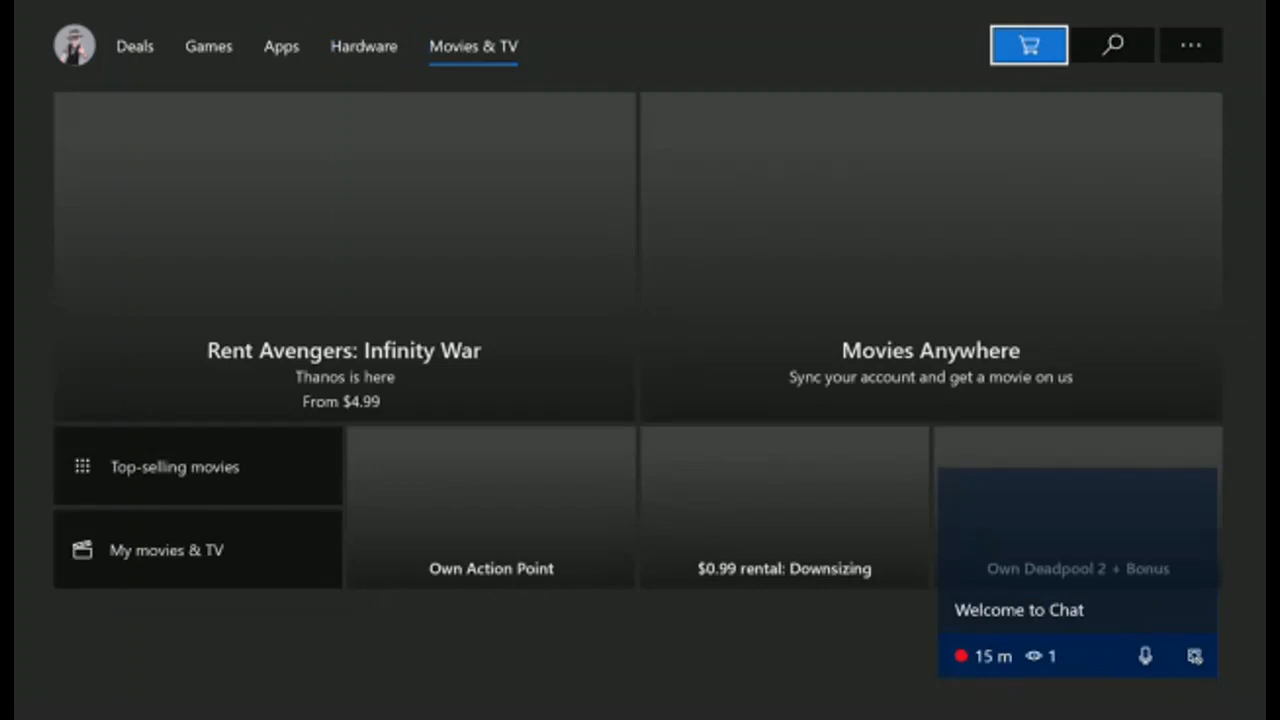 Deals
Games
Apps
Hardware
Movies & TV
Rent Avengers: Infinity War
Thanos is here
From $4.99
Movies Anywhere
Sync your account and get a movie on us
Top-selling movies
My movies & TV
Own Action Point
$0.99 rental: Downsizing
Own Deadpool 2 + Bonus
Welcome to Chat
15 m
1